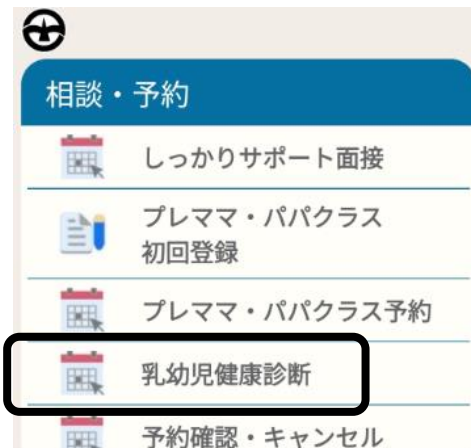 相談・予約
しっかりサポート面接
プレママ・パパクラス
初回登録
プレママ・パパクラス予約
乳幼児健康診断
予約確認・キャンセル